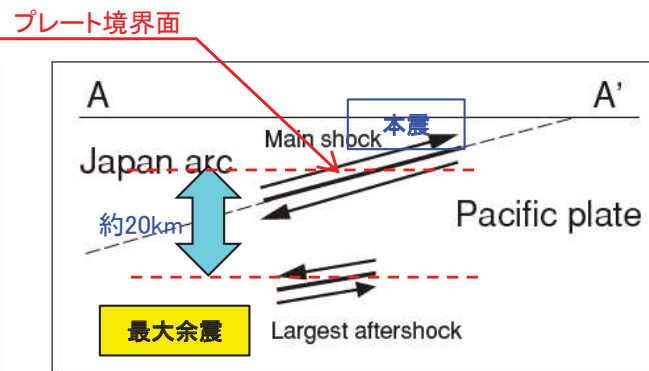 プレート境界面
A
A'
本震
Main shock
Japan arc
約20km
Pacific plate
最大余震
Largest aftershock